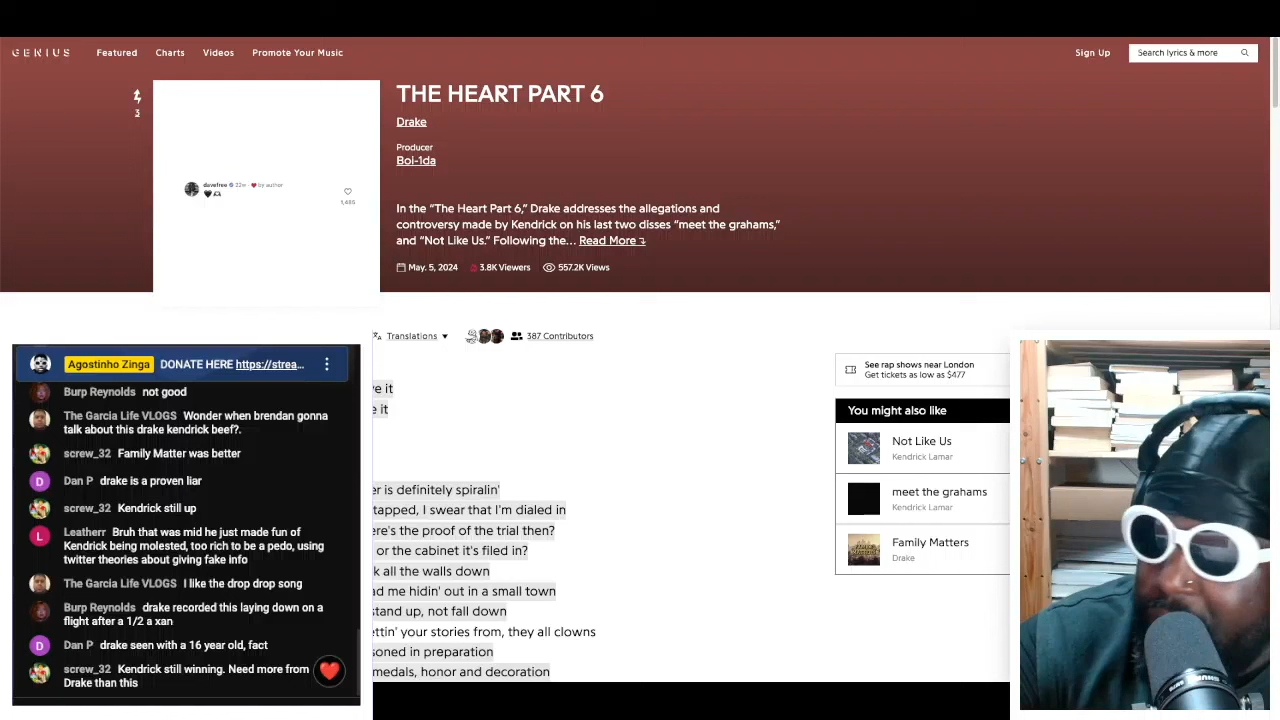 GENIUS
Featured
Charts
Videos
Promote Your Music
Sign Up
Search lyrics & more
3
davefree 22w by author
1,485
THE HEART PART 6
Drake
Producer
Boi-1da
In the “The Heart Part 6,” Drake addresses the allegations and
controversy made by Kendrick on his last two disses “meet the grahams,”
and “Not Like Us.” Following the... Read More
May. 5, 2024
3.8K Viewers
557.2K Views
Translations
387 Contributors
ve it
e it
er is definitely spiralin'
tapped, I swear that I'm dialed in
ere's the proof of the trial then?
or the cabinet it's filed in?
k all the walls down
ad me hidin' out in a small town
stand up, not fall down
ettin' your stories from, they all clowns
soned in preparation
medals, honor and decoration
See rap shows near London
Get tickets as low as $477
You might also like
Not Like Us
Kendrick Lamar
meet the grahams
Kendrick Lamar
Family Matters
Drake
Agostinho Zinga DONATE HERE https://strea...
Burp Reynolds not good
The Garcia Life VLOGS Wonder when brendan gonna
talk about this drake kendrick beef?.
screw_32 Family Matter was better
Dan P drake is a proven liar
screw_32 Kendrick still up
Leatherr Bruh that was mid he just made fun of
Kendrick being molested, too rich to be a pedo, using
twitter theories about giving fake info
The Garcia Life VLOGS I like the drop drop song
Burp Reynolds drake recorded this laying down on a
flight after a 1/2 a xan
Dan P drake seen with a 16 year old, fact
screw_32 Kendrick still winning. Need more from
Drake than this